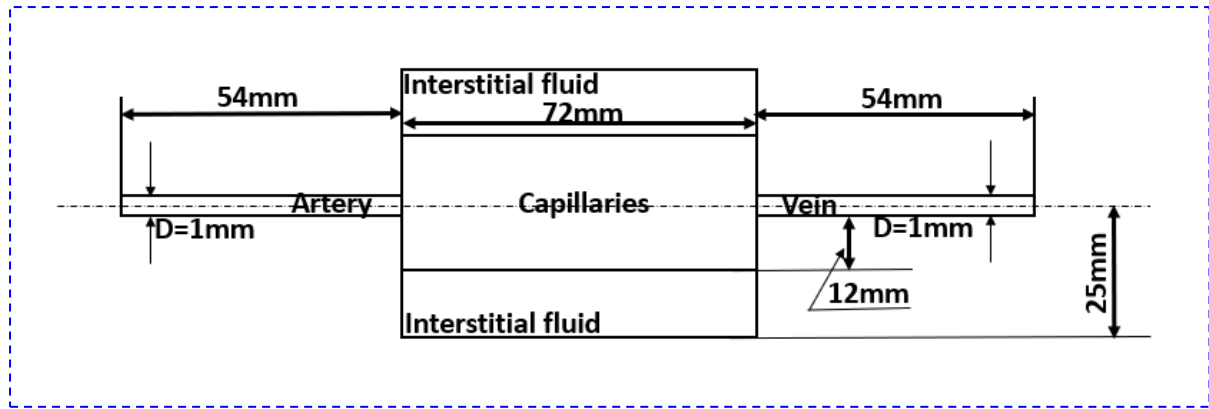 Interstitial fluid
54mm
72mm
54mm
Artery
Capillaries
Vein
D=1mm
D=1mm
12mm
25mm
Interstitial fluid